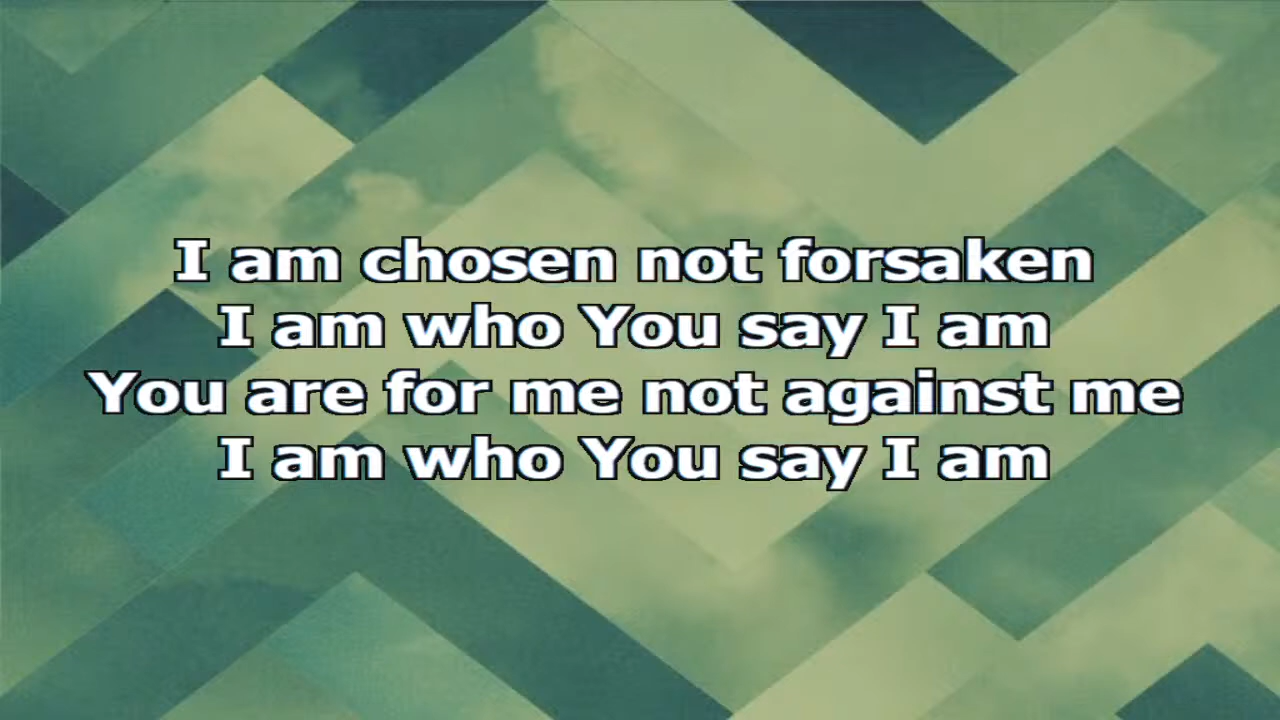 I am chosen not forsaken
I am who You say I am
You are for me not against me
I am who You say I am